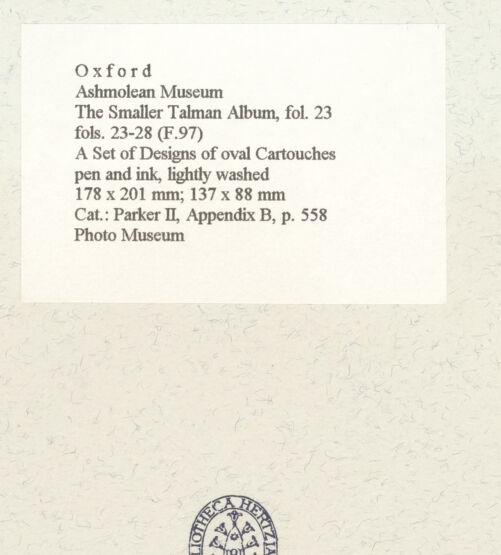 Oxford
Ashmolean Museum
The Smaller Talman Album, fol. 23
fols. 23-28 (F.97)
A Set of Designs of oval Cartouches
pen and ink, lightly washed
178 x 201 mm; 137 x 88 mm
Cat.: Parker II, Appendix B, p. 558
Photo Museum